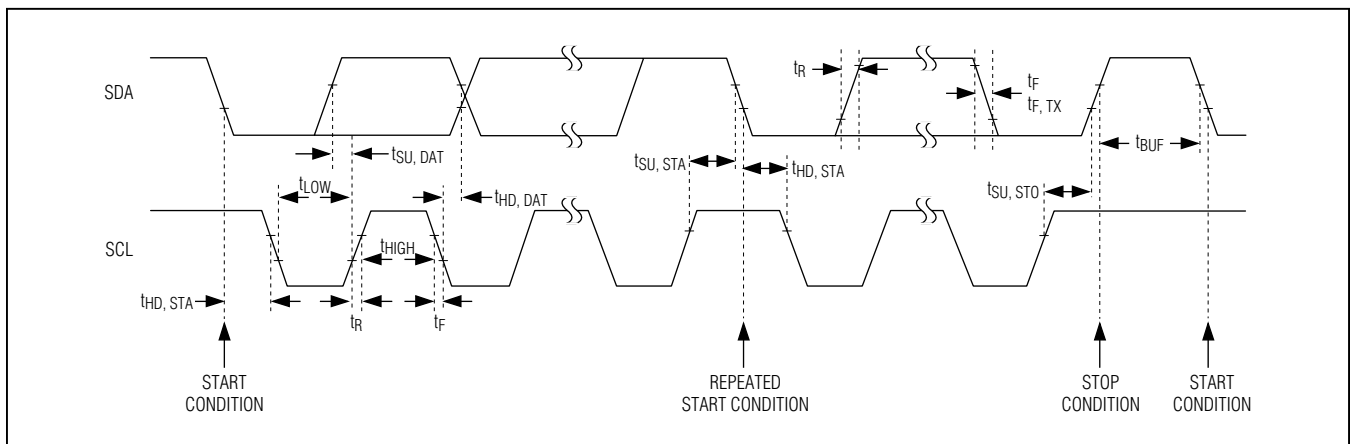 SDA
tR
tF
tF, TX
tSU, DAT
tLOW
tHD, DAT
tSU, STA
tHD, STA
tBUF
tSU, STO
SCL
tHIGH
tHD, STA
tR
tF
START
CONDITION
REPEATED
START CONDITION
STOP
CONDITION
START
CONDITION